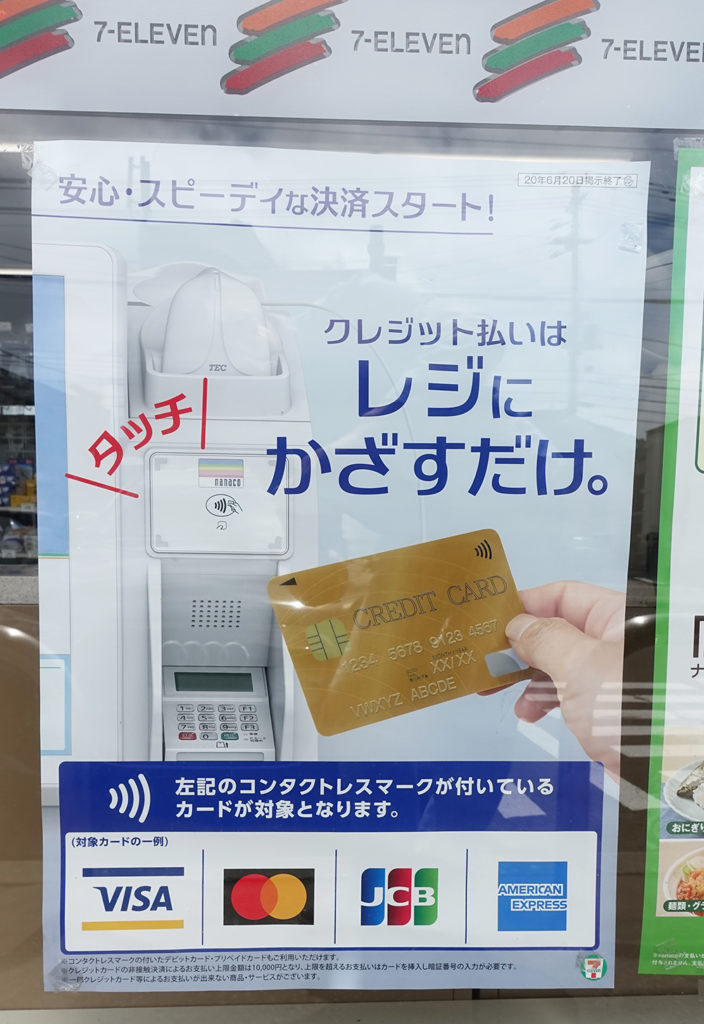 7-ELEVEN 7-ELEVEN 7-ELEVE
安心・スピーディな決済スタート!
20年6月20日掲示終了
クレジット払いは
レジに
かざすだけ。
タッチ
TEC
nanaco
CREDIT CARD
1234 5678 9123 4567
XX/XX
VWXYZ ABCDE
左記のコンタクトレスマークが付いている
カードが対象となります。
(対象カードの一例)
VISA
JCB
AMERICAN
EXPRESS
※コンタクトレスマークの付いたデビットカード・プリペイドカードもご利用いただけます。
※クレジットカードの非接触決済によるお支払い上限金額は10,000円となり、上限を超えるお支払いはカードを挿入し暗証番号の入力が必要です。
※一部クレジットカード等によるお支払いが出来ない商品・サービスがございます。
おにぎり
麺類・グラ